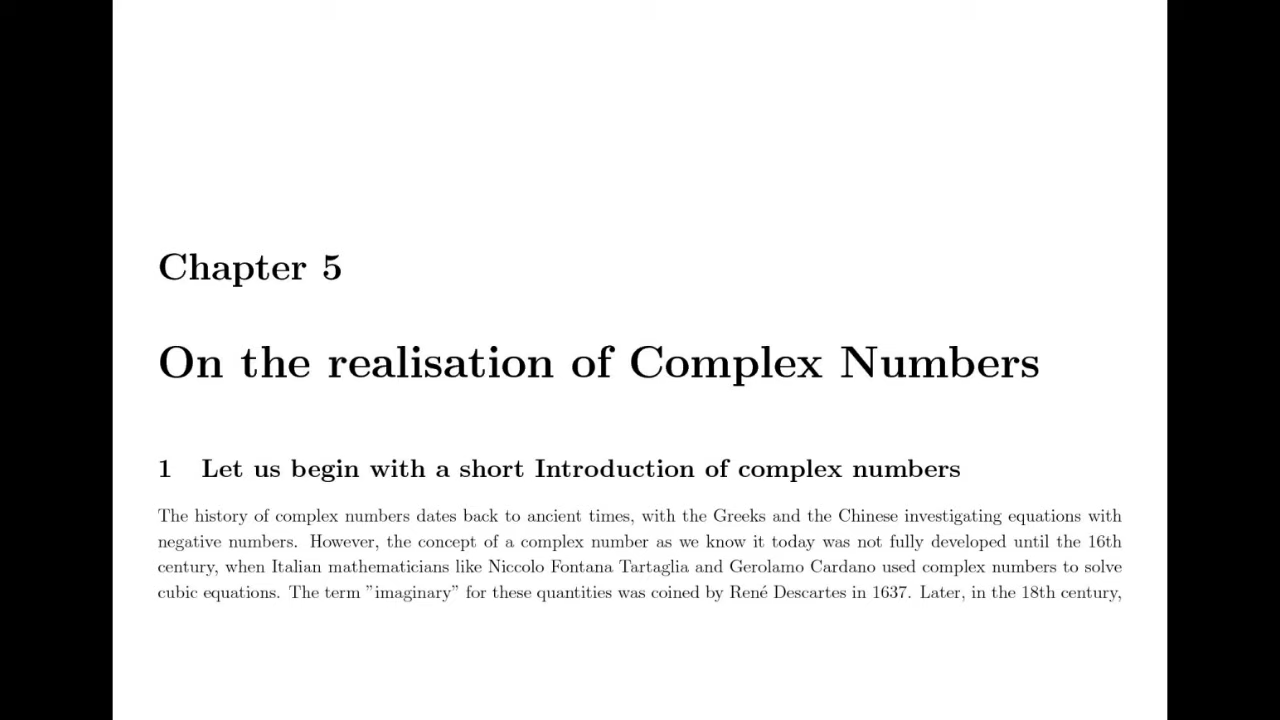 Chapter 5
On the realisation of Complex Numbers
1 Let us begin with a short Introduction of complex numbers
The history of complex numbers dates back to ancient times, with the Greeks and the Chinese investigating equations with
negative numbers. However, the concept of a complex number as we know it today was not fully developed until the 16th
century, when Italian mathematicians like Niccolo Fontana Tartaglia and Gerolamo Cardano used complex numbers to solve
cubic equations. The term ”imaginary” for these quantities was coined by René Descartes in 1637. Later, in the 18th century,